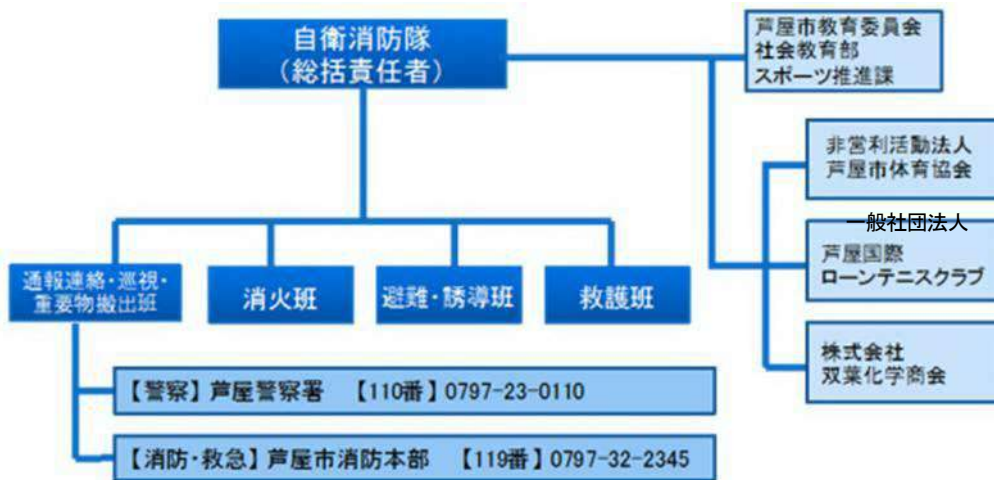 自衛消防隊
（総括責任者）
芦屋市教育委員会
社会教育部
スポーツ推進課
非営利活動法人
芦屋市体育協会
一般社団法人
芦屋国際
ローンテニスクラブ
株式会社
双葉化学商会
通報連絡・巡視・
重要物搬出班
消火班
避難・誘導班
救護班
【警察】芦屋警察署　【110番】0797-23-0110
【消防・救急】芦屋市消防本部　【119番】0797-32-2345